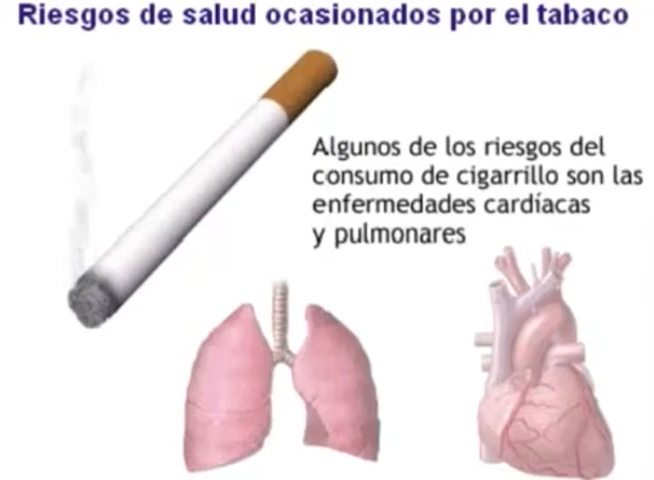 Riesgos de salud ocasionados por el tabaco
Algunos de los riesgos del
consumo de cigarrillo son las
enfermedades cardíacas
y pulmonares